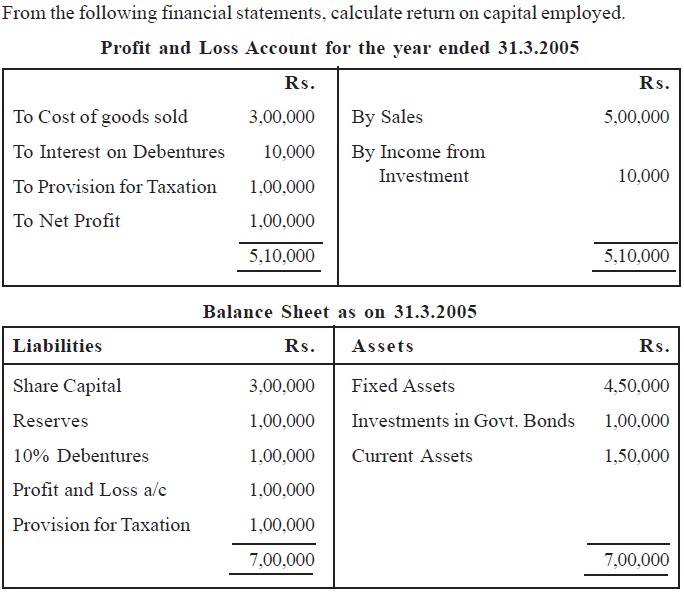 From the following financial statements, calculate return on capital employed.
Profit and Loss Account for the year ended 31.3.2005
Rs. Rs.
To Cost of goods sold 3,00,000 By Sales 5,00,000
To Interest on Debentures 10,000 By Income from
Investment 10,000
To Provision for Taxation 1,00,000
To Net Profit 1,00,000
5,10,000 5,10,000
Balance Sheet as on 31.3.2005
Liabilities Rs. Assets Rs.
Share Capital 3,00,000 Fixed Assets 4,50,000
Reserves 1,00,000 Investments in Govt. Bonds 1,00,000
10% Debentures 1,00,000 Current Assets 1,50,000
Profit and Loss a/c 1,00,000
Provision for Taxation 1,00,000
7,00,000 7,00,000